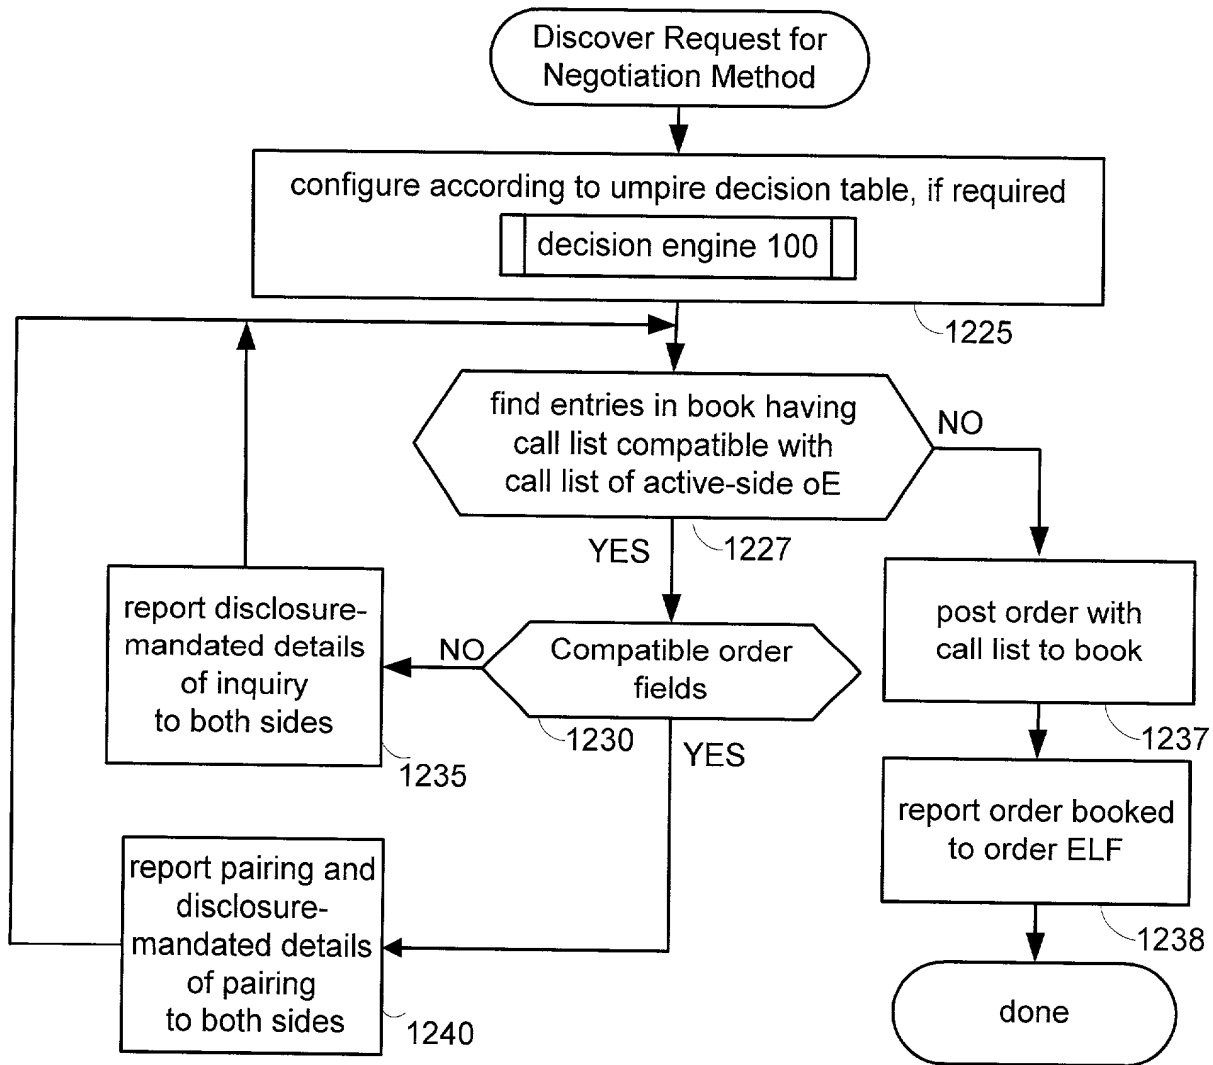 Discover Request for
Negotiation Method
configure according to umpire decision table, if required
decision engine 100
1225
find entries in book having
call list compatible with
call list of active-side oE
NO
YES
1227
report disclosure-
mandated details
of inquiry
to both sides
1235
NO
Compatible order
fields
1230
YES
post order with
call list to book
1237
report order booked
to order ELF
1238
report pairing and
disclosure-
mandated details
of pairing
to both sides
1240
done